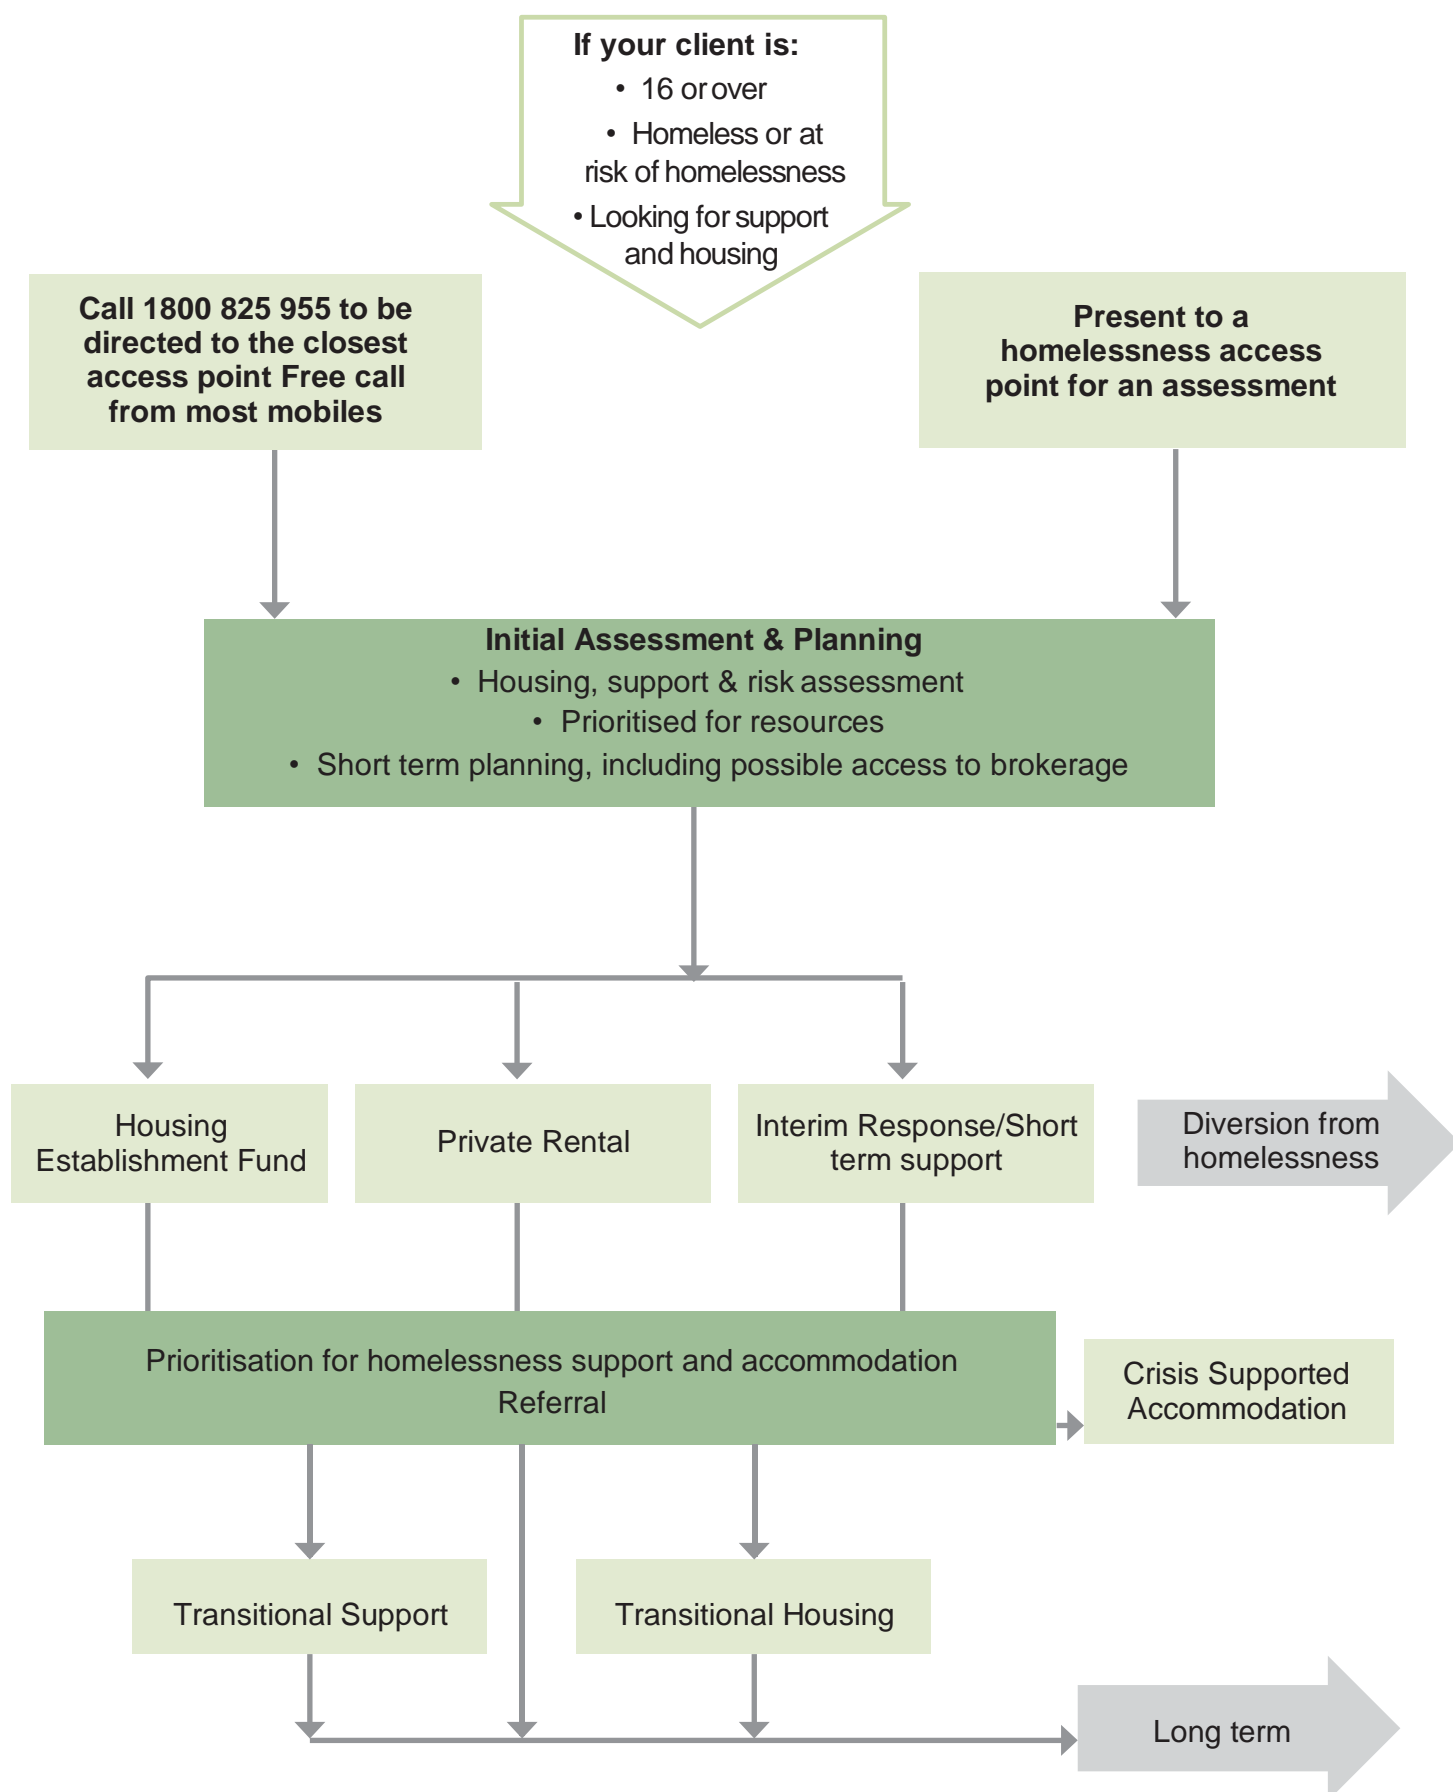 If your client is:
• 16 or over
• Homeless or at
risk of homelessness
• Looking for support
and housing
Call 1800 825 955 to be
directed to the closest
access point Free call
from most mobiles
Present to a
homelessness access
point for an assessment
Initial Assessment & Planning
• Housing, support & risk assessment
• Prioritised for resources
• Short term planning, including possible access to brokerage
Housing
Establishment Fund
Private Rental
Interim Response/Short
term support
Diversion from
homelessness
Prioritisation for homelessness support and accommodation
Referral
Crisis Supported
Accommodation
Transitional Support
Transitional Housing
Long term